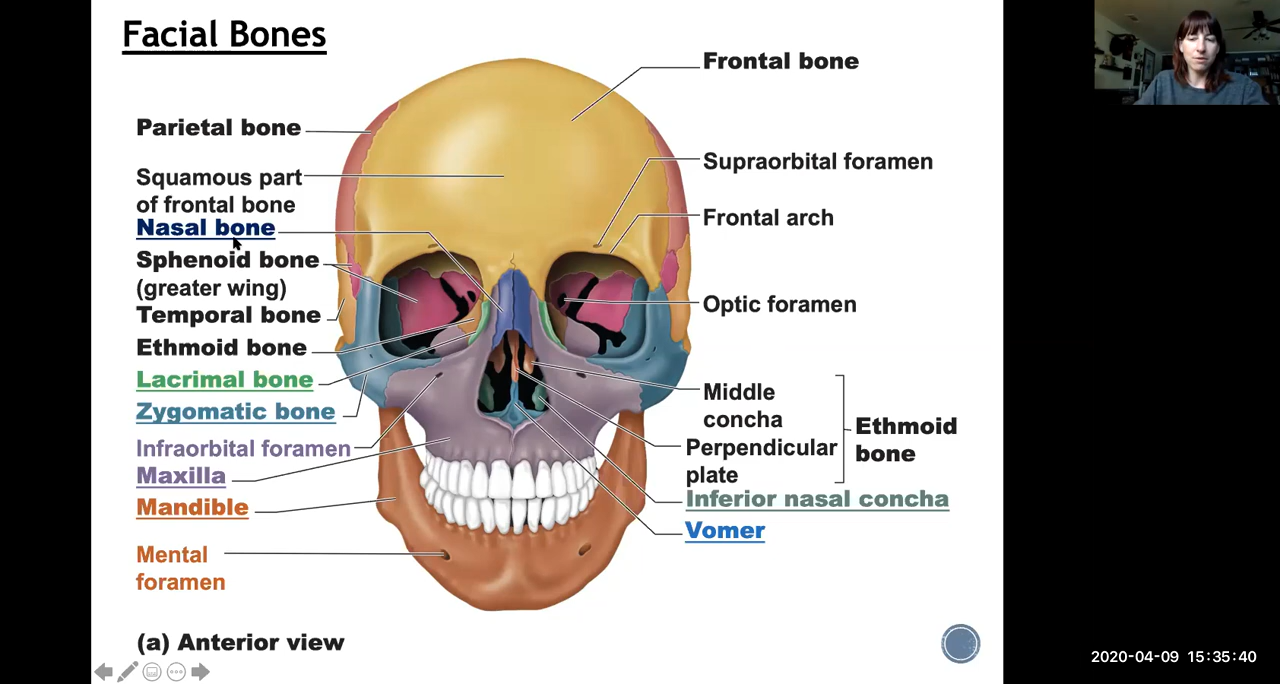 Facial Bones
Parietal bone
Squamous part
of frontal bone
Nasal bone
Sphenoid bone
(greater wing)
Temporal bone
Ethmoid bone
Lacrimal bone
Zygomatic bone
Infraorbital foramen
Maxilla
Mandible
Mental
foramen
(a) Anterior view
Frontal bone
Supraorbital foramen
Frontal arch
Optic foramen
Middle
concha
Perpendicular
plate
Ethmoid
bone
Inferior nasal concha
Vomer
2020-04-09 15:35:40